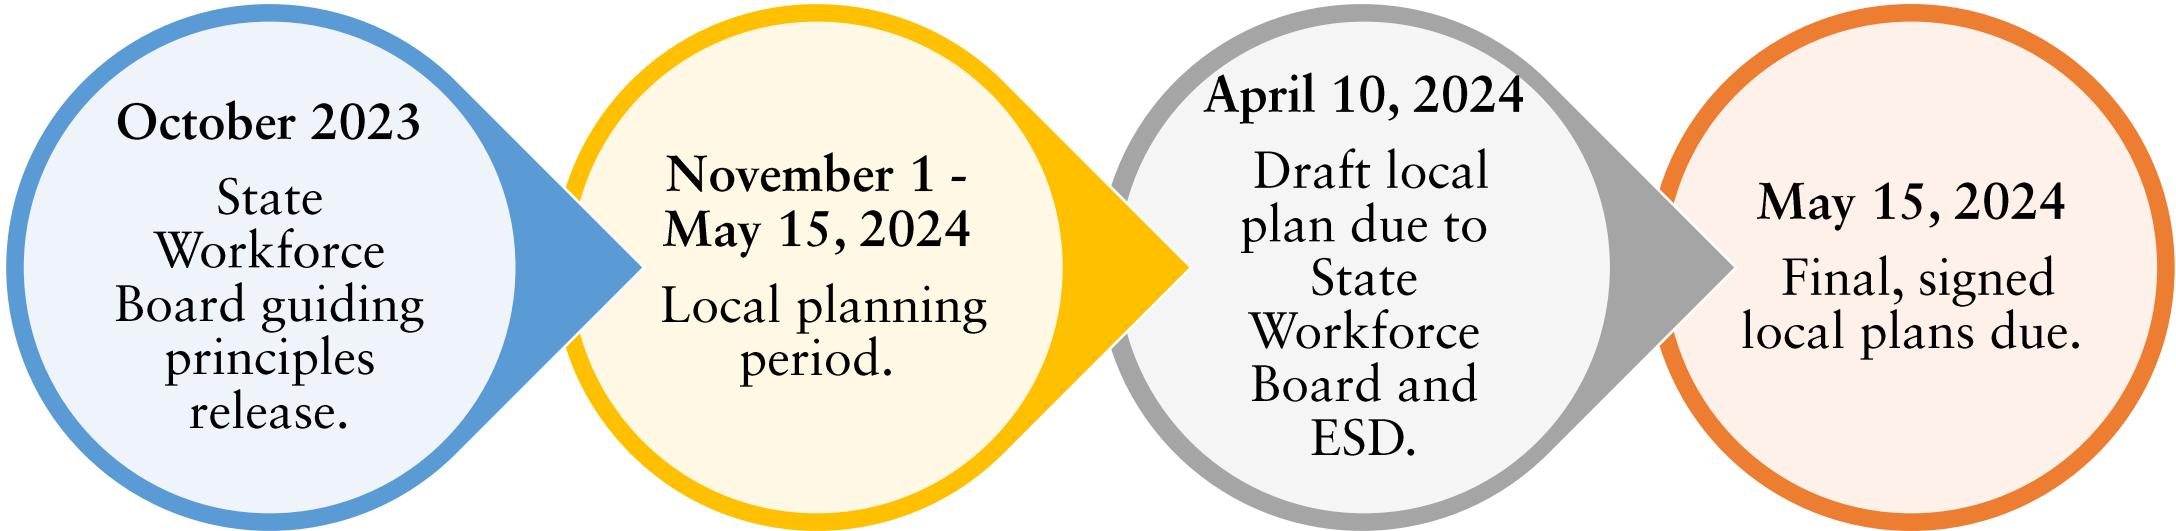 October 2023
State
Workforce
Board guiding
principles
release.
November 1 -
May 15, 2024
Local planning
period.
April 10, 2024
Draft local
plan due to
State
Workforce
Board and
ESD.
May 15, 2024
Final, signed
local plans due.